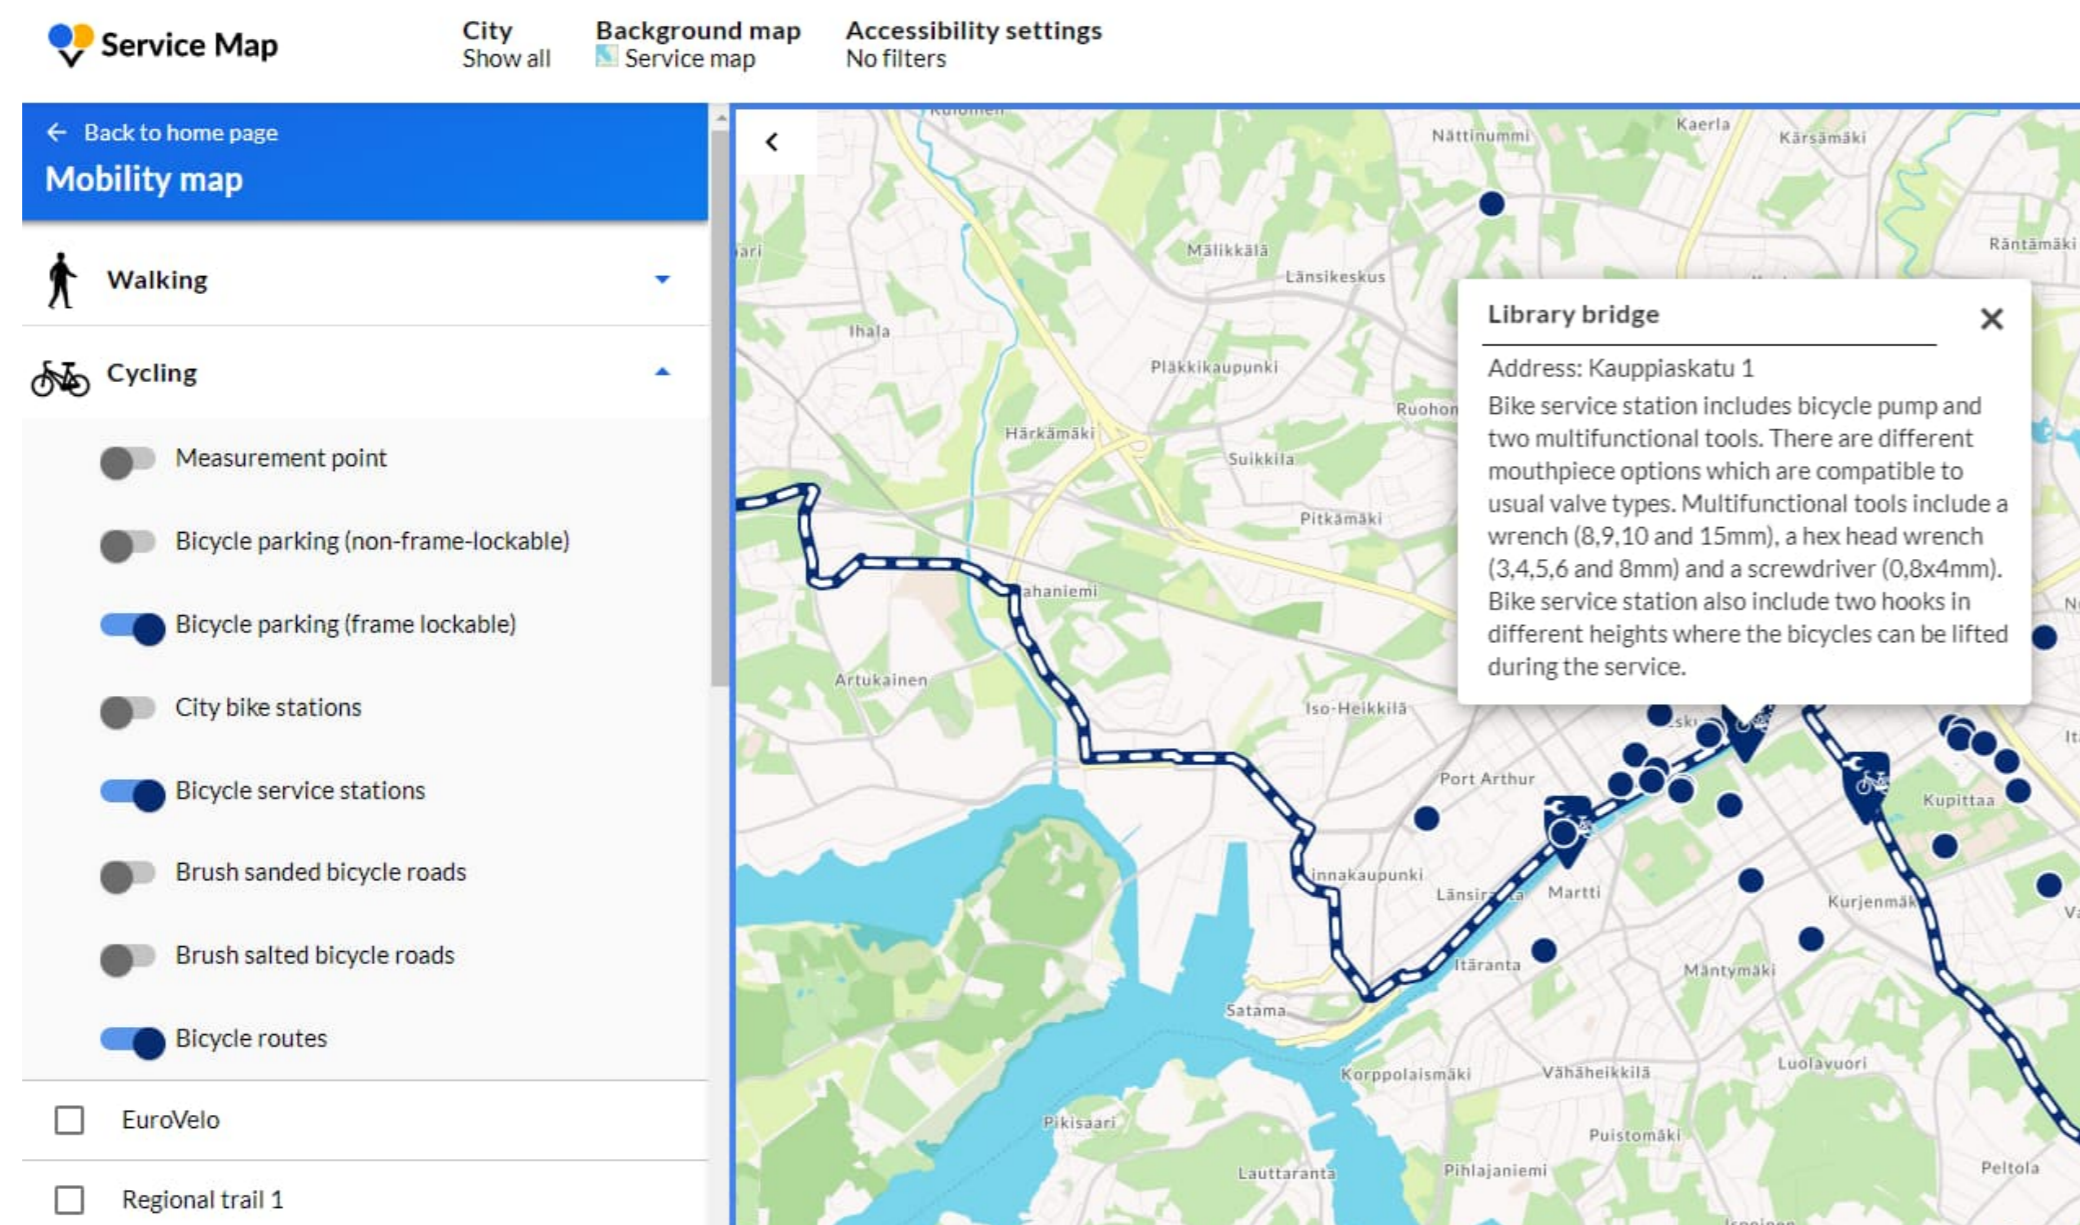 Service Map
City
Show all
Background map
Service map
Accessibility settings
No filters
Back to home page
Mobility map
Walking
Cycling
Measurement point
Bicycle parking (non-frame-lockable)
Bicycle parking (frame lockable)
City bike stations
Bicycle service stations
Brush sanded bicycle roads
Brush salted bicycle roads
Bicycle routes
EuroVelo
Regional trail 1
Nättinummi
Kaerla
Kärsämäki
Räntämäki
Mälikkälä
Länsikeskus
Ihala
Pläkkikaupunki
Ruohon
Härkämäki
Suikkila
Pitkämäki
ahaniemi
Artukainen
Iso-Heikkilä
Library bridge
Address: Kauppiaskatu 1
Bike service station includes bicycle pump and
two multifunctional tools. There are different
mouthpiece options which are compatible to
usual valve types. Multifunctional tools include a
wrench (8,9,10 and 15mm), a hex head wrench
(3,4,5,6 and 8mm) and a screwdriver (0,8x4mm).
Bike service station also include two hooks in
different heights where the bicycles can be lifted
during the service.
Port Arthur
Kupittaa
innakaupunki
Martti
Kurjenmäk
Itäranta
Mäntymäki
Satama
Korppolaismäki
Vähäheikkilä
Luolavuori
Pikisaari
Puistomäki
Lauttaranta
Pihlajaniemi
Peltola